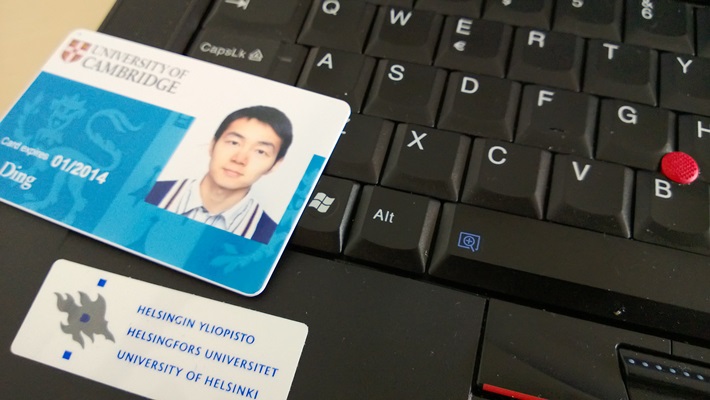 UNIVERSITY OF
CAMBRIDGE
Card expires 01/2014
Ding
HELSINGIN YLIOPISTO
HELSINGFORS UNIVERSITET
UNIVERSITY OF HELSINKI
Q W E R T Y
€
5 6
§ &
CapsLk
A S D F G H
X C V B
Alt